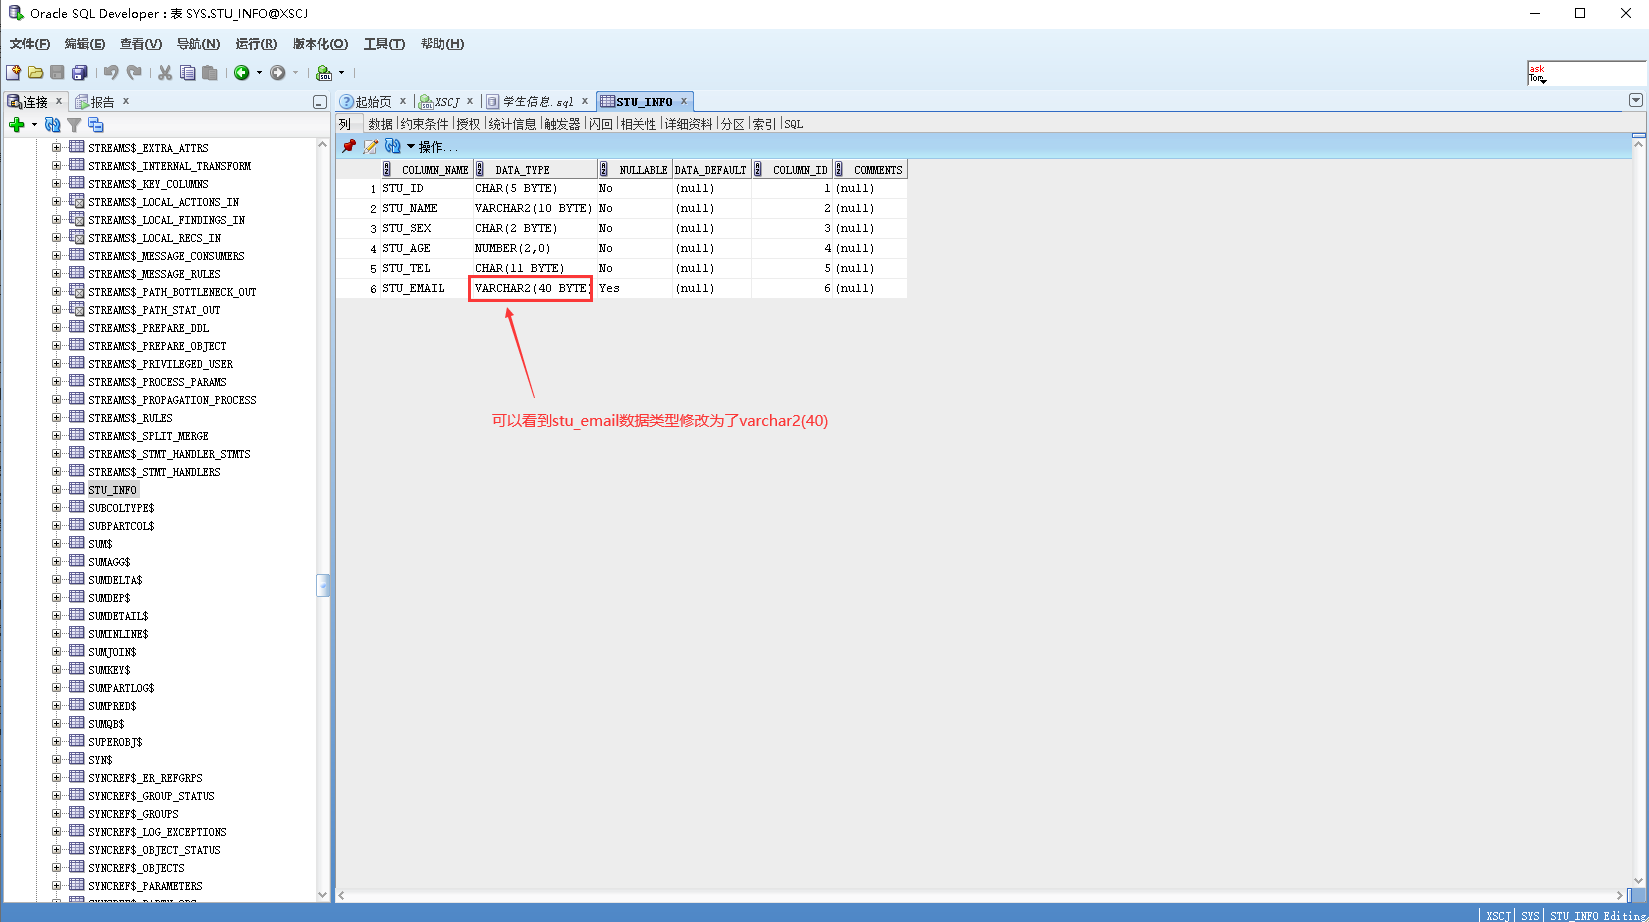 Oracle SQL Developer : 表 SYS.STU_INFO@XSCJ
文件(F) 编辑(E) 查看(V) 导航(N) 运行(R) 版本化(O) 工具(T) 帮助(H)
ask
Tom
连接 报告
起始页 XSCJ 学生信息.sql STU_INFO
列 数据 约束条件 授权 统计信息 触发器 闪回 相关性 详细资料 分区 索引 SQL
操作...
COLUMN_NAME DATA_TYPE NULLABLE DATA_DEFAULT COLUMN_ID COMMENTS
1 STU_ID CHAR(5 BYTE) No (null) 1 (null)
2 STU_NAME VARCHAR2(10 BYTE) No (null) 2 (null)
3 STU_SEX CHAR(2 BYTE) No (null) 3 (null)
4 STU_AGE NUMBER(2,0) No (null) 4 (null)
5 STU_TEL CHAR(11 BYTE) No (null) 5 (null)
6 STU_EMAIL VARCHAR2(40 BYTE) Yes (null) 6 (null)
可以看到stu_email数据类型修改为了varchar2(40)
STREAMS$_EXTRA_ATTRS
STREAMS$_INTERNAL_TRANSFORM
STREAMS$_KEY_COLUMNS
STREAMS$_LOCAL_ACTIONS_IN
STREAMS$_LOCAL_FINDINGS_IN
STREAMS$_LOCAL_RECS_IN
STREAMS$_MESSAGE_CONSUMERS
STREAMS$_MESSAGE_RULES
STREAMS$_PATH_BOTTLENECK_OUT
STREAMS$_PATH_STAT_OUT
STREAMS$_PREPARE_DDL
STREAMS$_PREPARE_OBJECT
STREAMS$_PRIVILEGED_USER
STREAMS$_PROCESS_PARAMS
STREAMS$_PROPAGATION_PROCESS
STREAMS$_RULES
STREAMS$_SPLIT_MERGE
STREAMS$_STMT_HANDLER_STMTS
STREAMS$_STMT_HANDLERS
STU_INFO
SUBCOLTYPE$
SUBPARTCOL$
SUM$
SUMAGG$
SUMDELTA$
SUMDEP$
SUMDETAIL$
SUMINLINE$
SUMJOIN$
SUMKEY$
SUMPARTLOG$
SUMPRED$
SUMQB$
SUPEROBJ$
SYN$
SYNCREF$_ER_REFGRPS
SYNCREF$_GROUP_STATUS
SYNCREF$_GROUPS
SYNCREF$_LOG_EXCEPTIONS
SYNCREF$_OBJECT_STATUS
SYNCREF$_OBJECTS
SYNCREF$_PARAMETERS
XSCJ SYS STU_INFO Editing